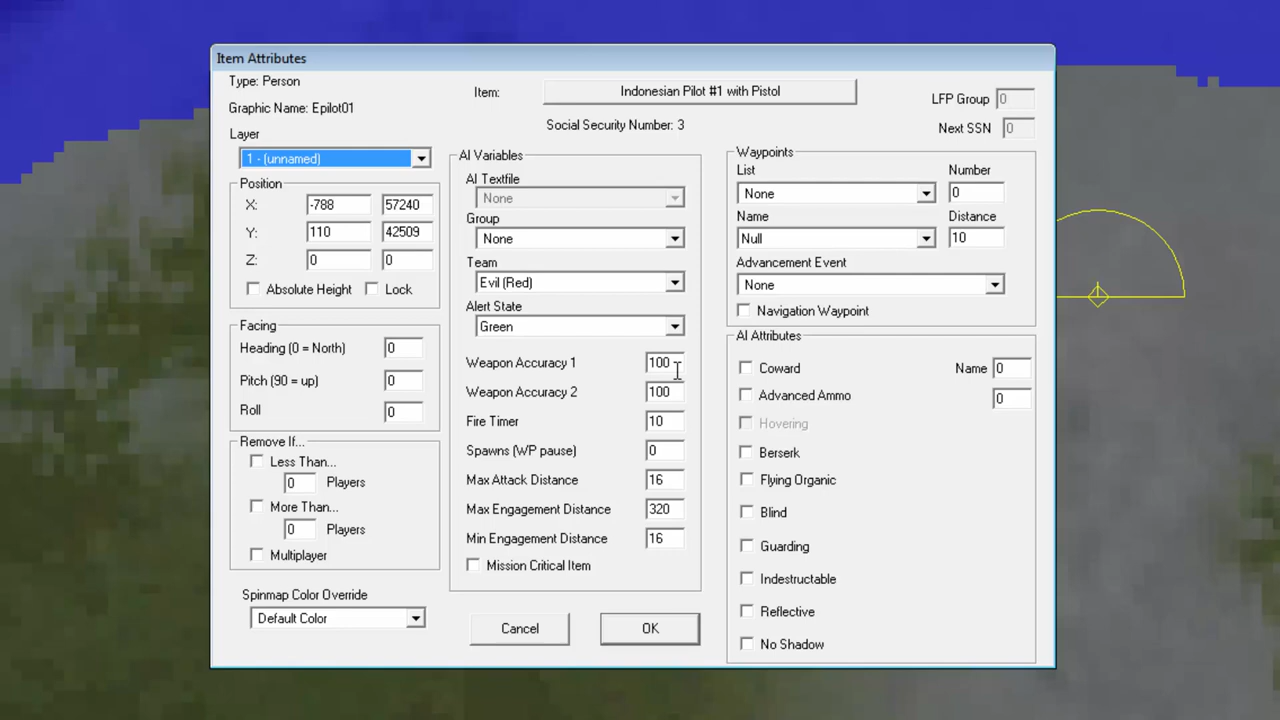 Item Attributes
Type: Person
Graphic Name: Epilot01
Item:
Indonesian Pilot #1 with Pistol
Social Security Number: 3
LFP Group 0
Next SSN 0
Layer
1 - (unnamed)
Position
X: -788 57240
Y: 110 42509
Z: 0 0
Absolute Height Lock
Facing
Heading (0 = North) 0
Pitch (90 = up) 0
Roll 0
Remove If...
Less Than...
0 Players
More Than...
0 Players
Multiplayer
Spinmap Color Override
Default Color
AI Variables
AI Textfile
None
Group
None
Team
Evil (Red)
Alert State
Green
Weapon Accuracy 1 100
Weapon Accuracy 2 100
Fire Timer 10
Spawns (WP pause) 0
Max Attack Distance 16
Max Engagement Distance 320
Min Engagement Distance 16
Mission Critical Item
Cancel OK
Waypoints
List Number
None 0
Name Distance
Null 10
Advancement Event
None
Navigation Waypoint
AI Attributes
Coward Name 0
Advanced Ammo 0
Hovering
Berserk
Flying Organic
Blind
Guarding
Indestructable
Reflective
No Shadow